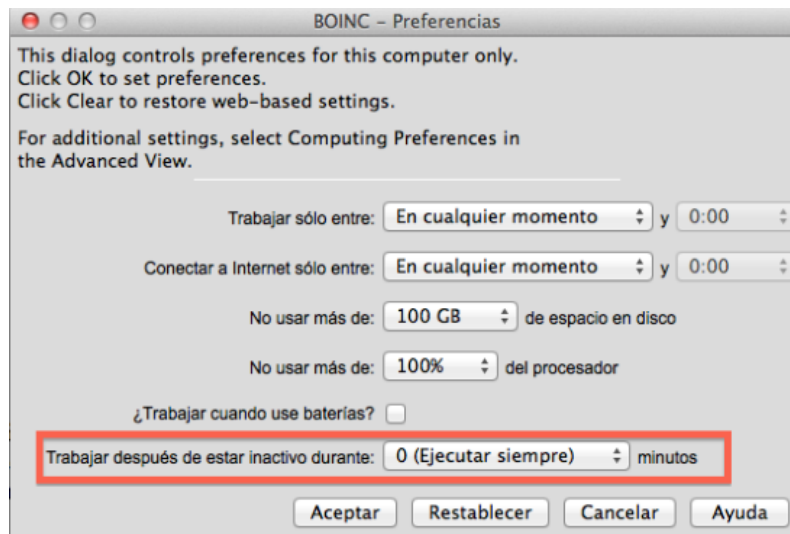 BOINC – Preferencias
This dialog controls preferences for this computer only.
Click OK to set preferences.
Click Clear to restore web-based settings.
For additional settings, select Computing Preferences in
the Advanced View.
Trabajar sólo entre: En cualquier momento y 0:00
Conectar a Internet sólo entre: En cualquier momento y 0:00
No usar más de: 100 GB de espacio en disco
No usar más de: 100% del procesador
¿Trabajar cuando use baterías?
Trabajar después de estar inactivo durante: 0 (Ejecutar siempre) minutos
Aceptar Restablecer Cancelar Ayuda